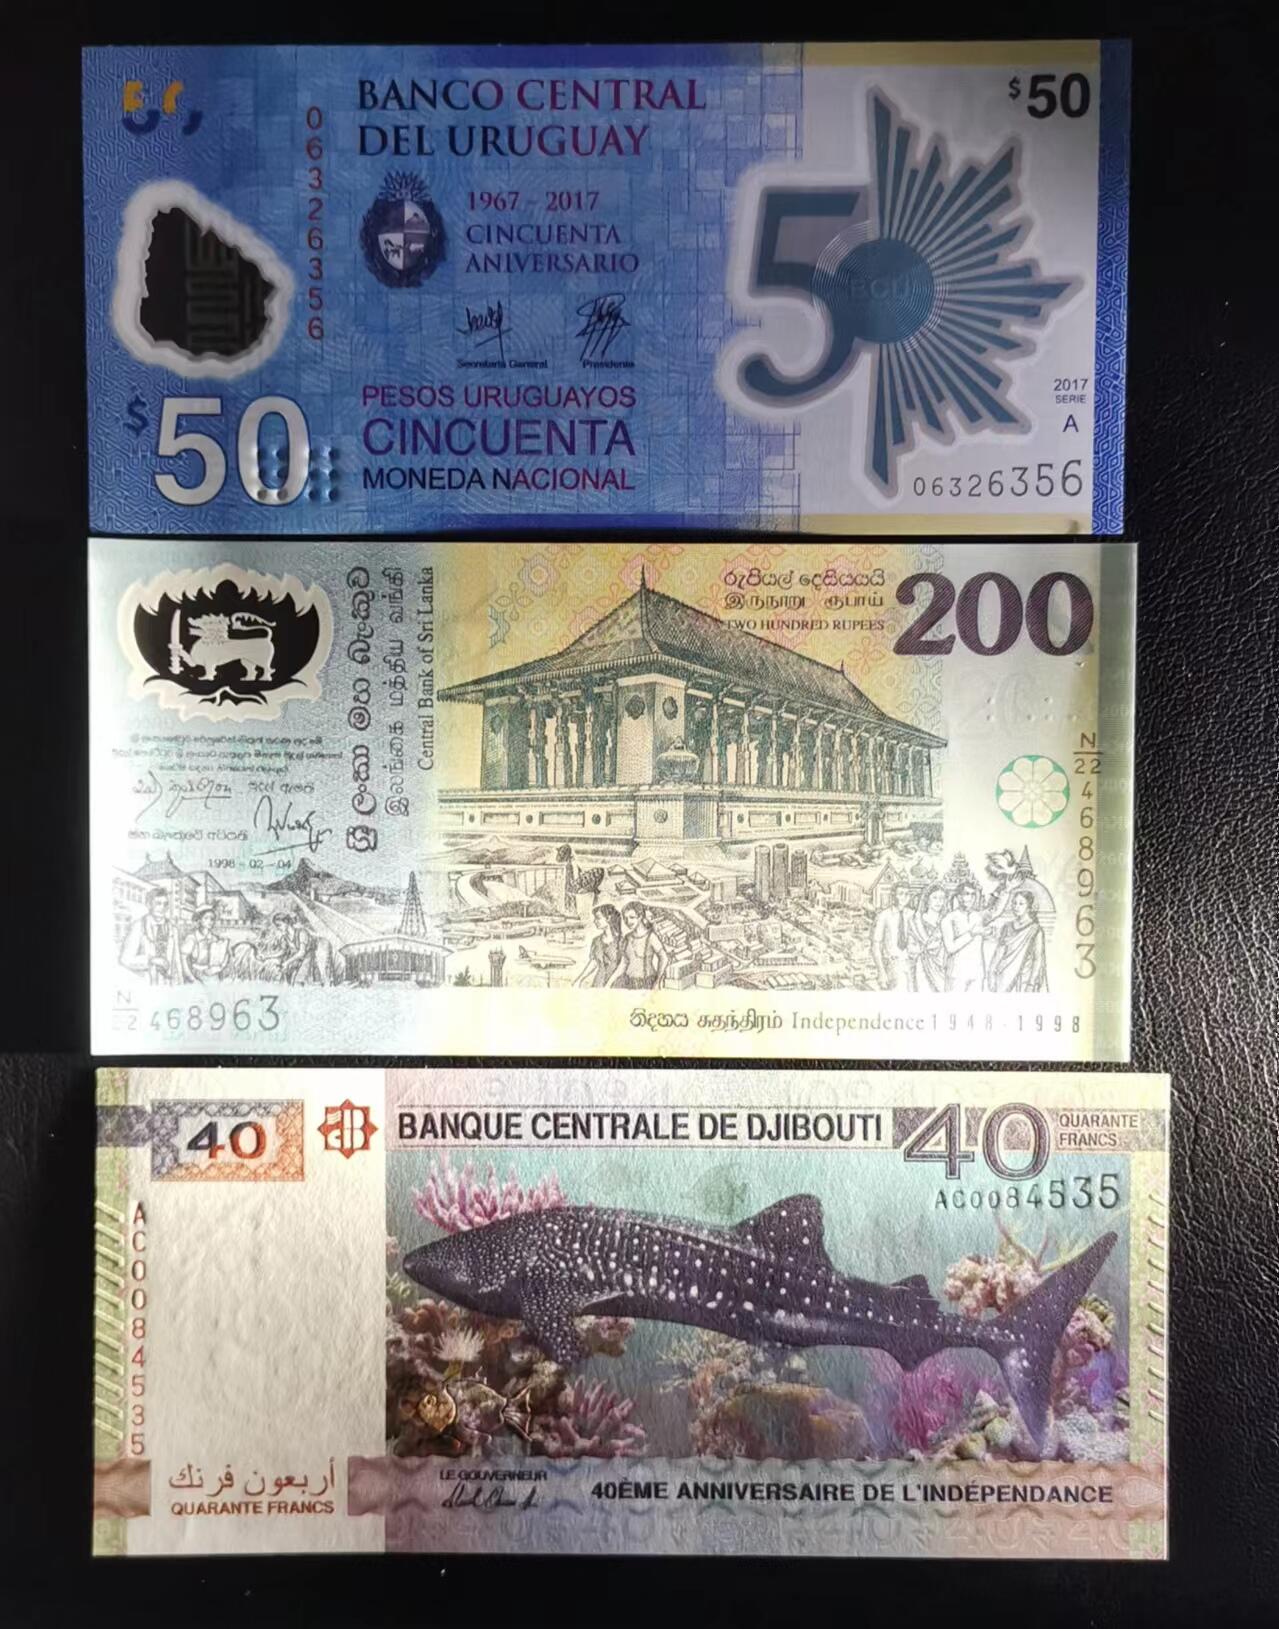 BANCO CENTRAL
DEL URUGUAY
$50
06326356
1967 - 2017
CINCUENTA
ANIVERSARIO
5
BCU
Secretario General
Presidente
$50
PESOS URUGUAYOS
CINCUENTA
MONEDA NACIONAL
2017
SERIE
A
06326356
ශ්‍රී ලංකා මහ බැංකුව
இலங்கை மத்திய வங்கி
Central Bank of Sri Lanka
රුපියල් දෙසියයයි
இருநூறு ரூபாய்
TWO HUNDRED RUPEES
200
1998 - 02 - 04
N/22 468963
N/22 468963
නිදහස சுதந்திரம் Independence 1948 - 1998
40
BANQUE CENTRALE DE DJIBOUTI
40
QUARANTE
FRANCS
AC0084535
AC0084535
أربعون فرنك
QUARANTE FRANCS
LE GOUVERNEUR
40ÈME ANNIVERSAIRE DE L'INDÉPENDANCE